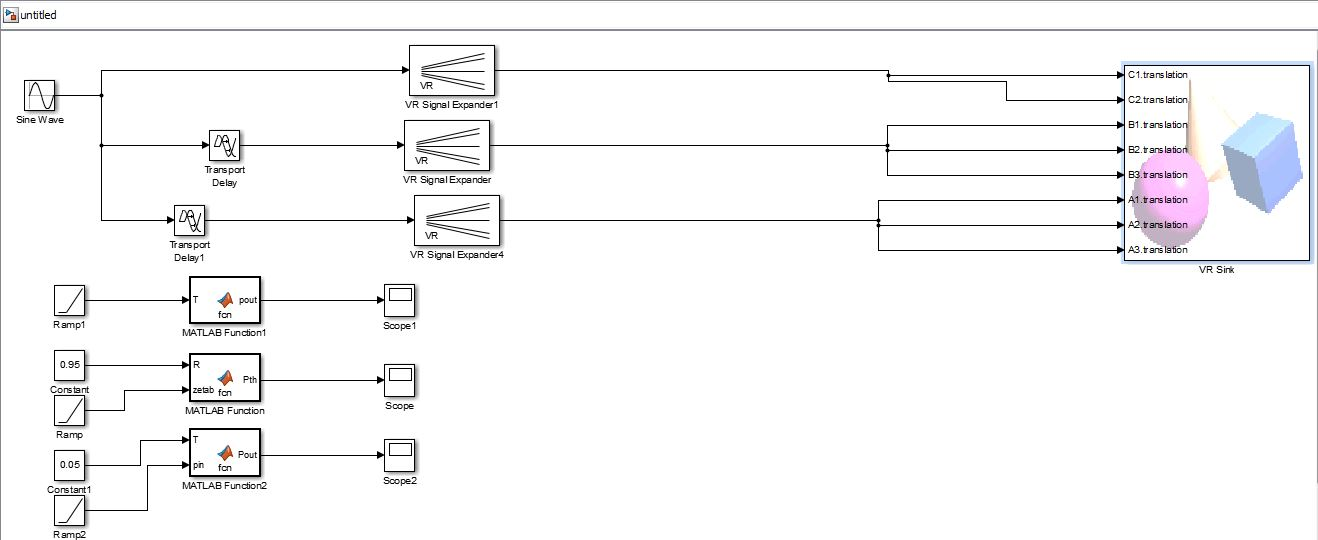 untitled
Sine Wave
VR
VR Signal Expander1
Transport
Delay
VR
VR Signal Expander
Transport
Delay1
VR
VR Signal Expander4
C1.translation
C2.translation
B1.translation
B2.translation
B3.translation
A1.translation
A2.translation
A3.translation
VR Sink
Ramp1
T
fcn
pout
MATLAB Function1
Scope1
0.95
Constant
Ramp
R
zetab
fcn
Pth
MATLAB Function
Scope
0.05
Constant1
Ramp2
T
pin
fcn
Pout
MATLAB Function2
Scope2